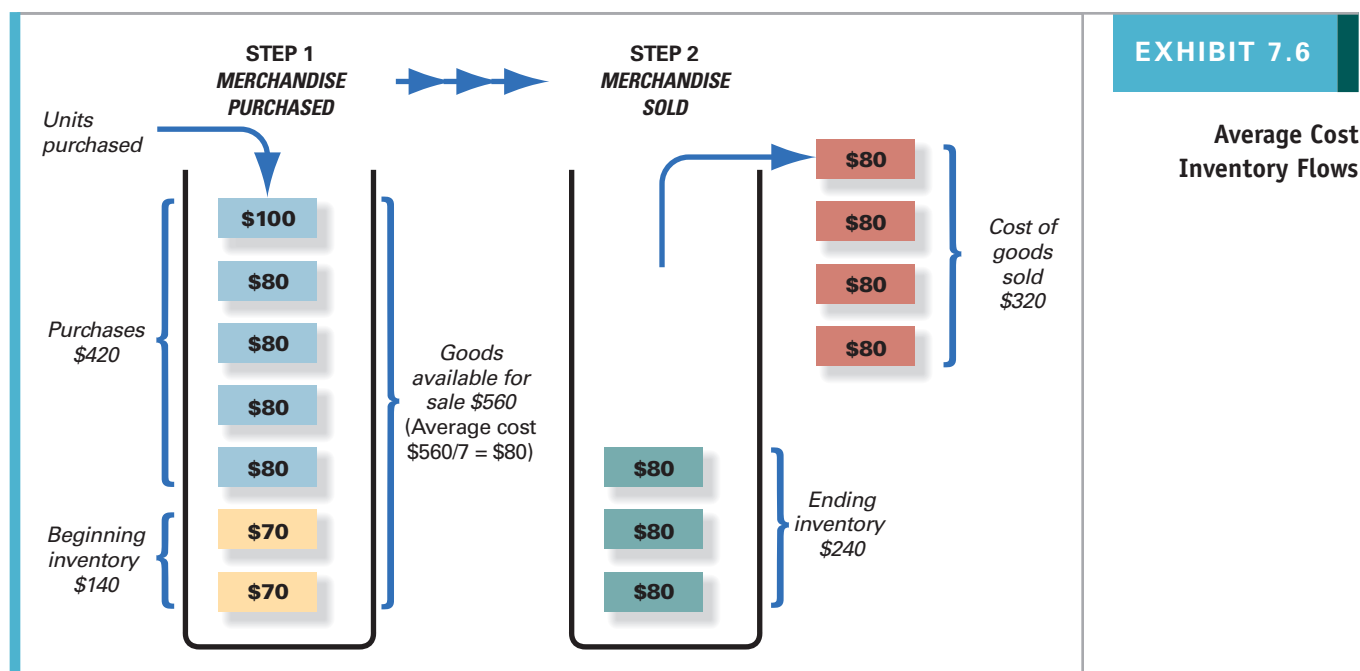 EXHIBIT 7.6
Average Cost
Inventory Flows
STEP 1
MERCHANDISE
PURCHASED
STEP 2
MERCHANDISE
SOLD
Units
purchased
$100
$80
$80
$80
$80
$70
$70
Purchases
$420
Beginning
inventory
$140
Goods
available for
sale $560
(Average cost
$560/7 = $80)
$80
$80
$80
$80
Cost of
goods
sold
$320
$80
$80
$80
Ending
inventory
$240